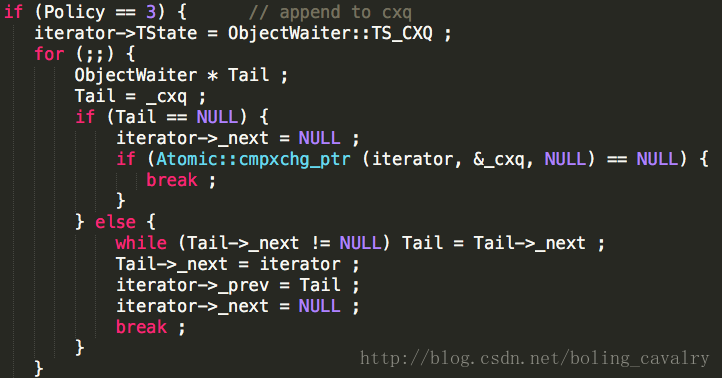 if (Policy == 3) {      // append to cxq
   iterator->TState = ObjectWaiter::TS_CXQ ;
   for (;;) {
       ObjectWaiter * Tail ;
       Tail = _cxq ;
       if (Tail == NULL) {
           iterator->_next = NULL ;
           if (Atomic::cmpxchg_ptr (iterator, &_cxq, NULL) == NULL) {
              break ;
           }
       } else {
           while (Tail->_next != NULL) Tail = Tail->_next ;
           Tail->_next = iterator ;
           iterator->_prev = Tail ;
           iterator->_next = NULL ;
           break ;
       }
   }
http://blog.csdn.net/boling_cavalry